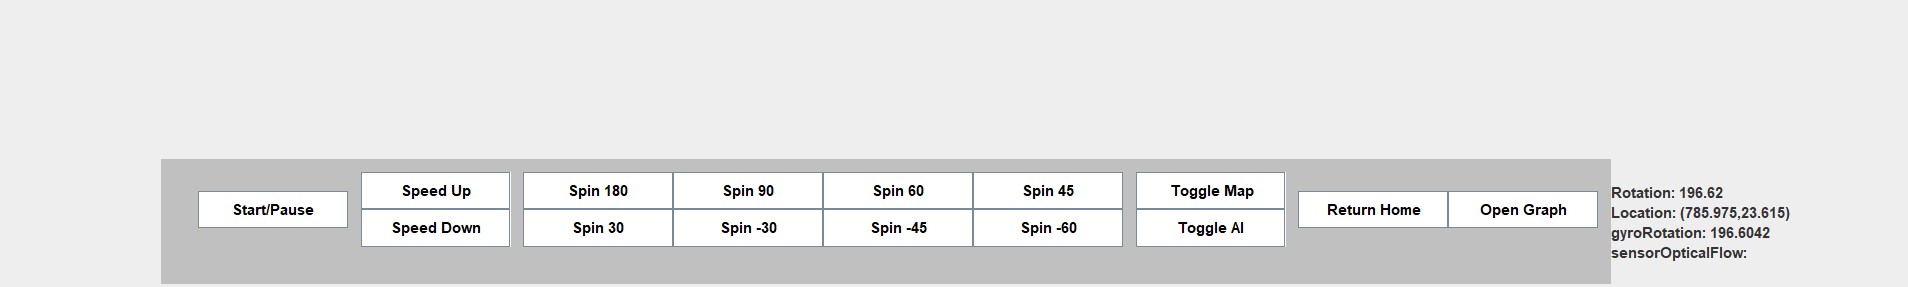 Start/Pause
Speed Up
Speed Down
Spin 180
Spin 90
Spin 60
Spin 45
Spin 30
Spin -30
Spin -45
Spin -60
Toggle Map
Toggle AI
Return Home
Open Graph
Rotation: 196.62
Location: (785.975,23.615)
gyroRotation: 196.6042
sensorOpticalFlow: